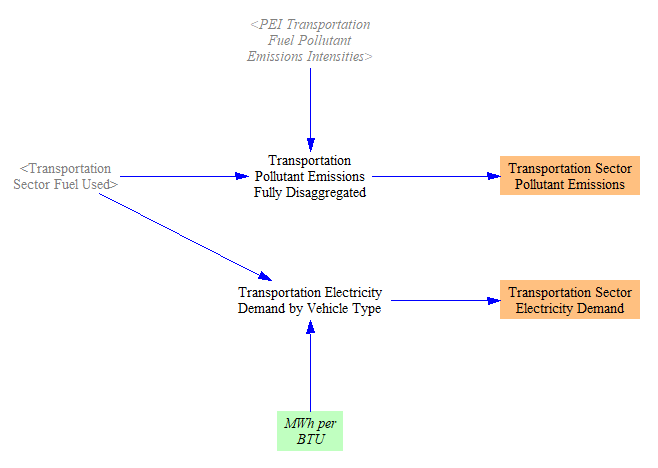 <PEI Transportation
Fuel Pollutant
Emissions Intensities>
<Transportation
Sector Fuel Used>
Transportation
Pollutant Emissions
Fully Disaggregated
Transportation Sector
Pollutant Emissions
Transportation Electricity
Demand by Vehicle Type
Transportation Sector
Electricity Demand
MWh per
BTU